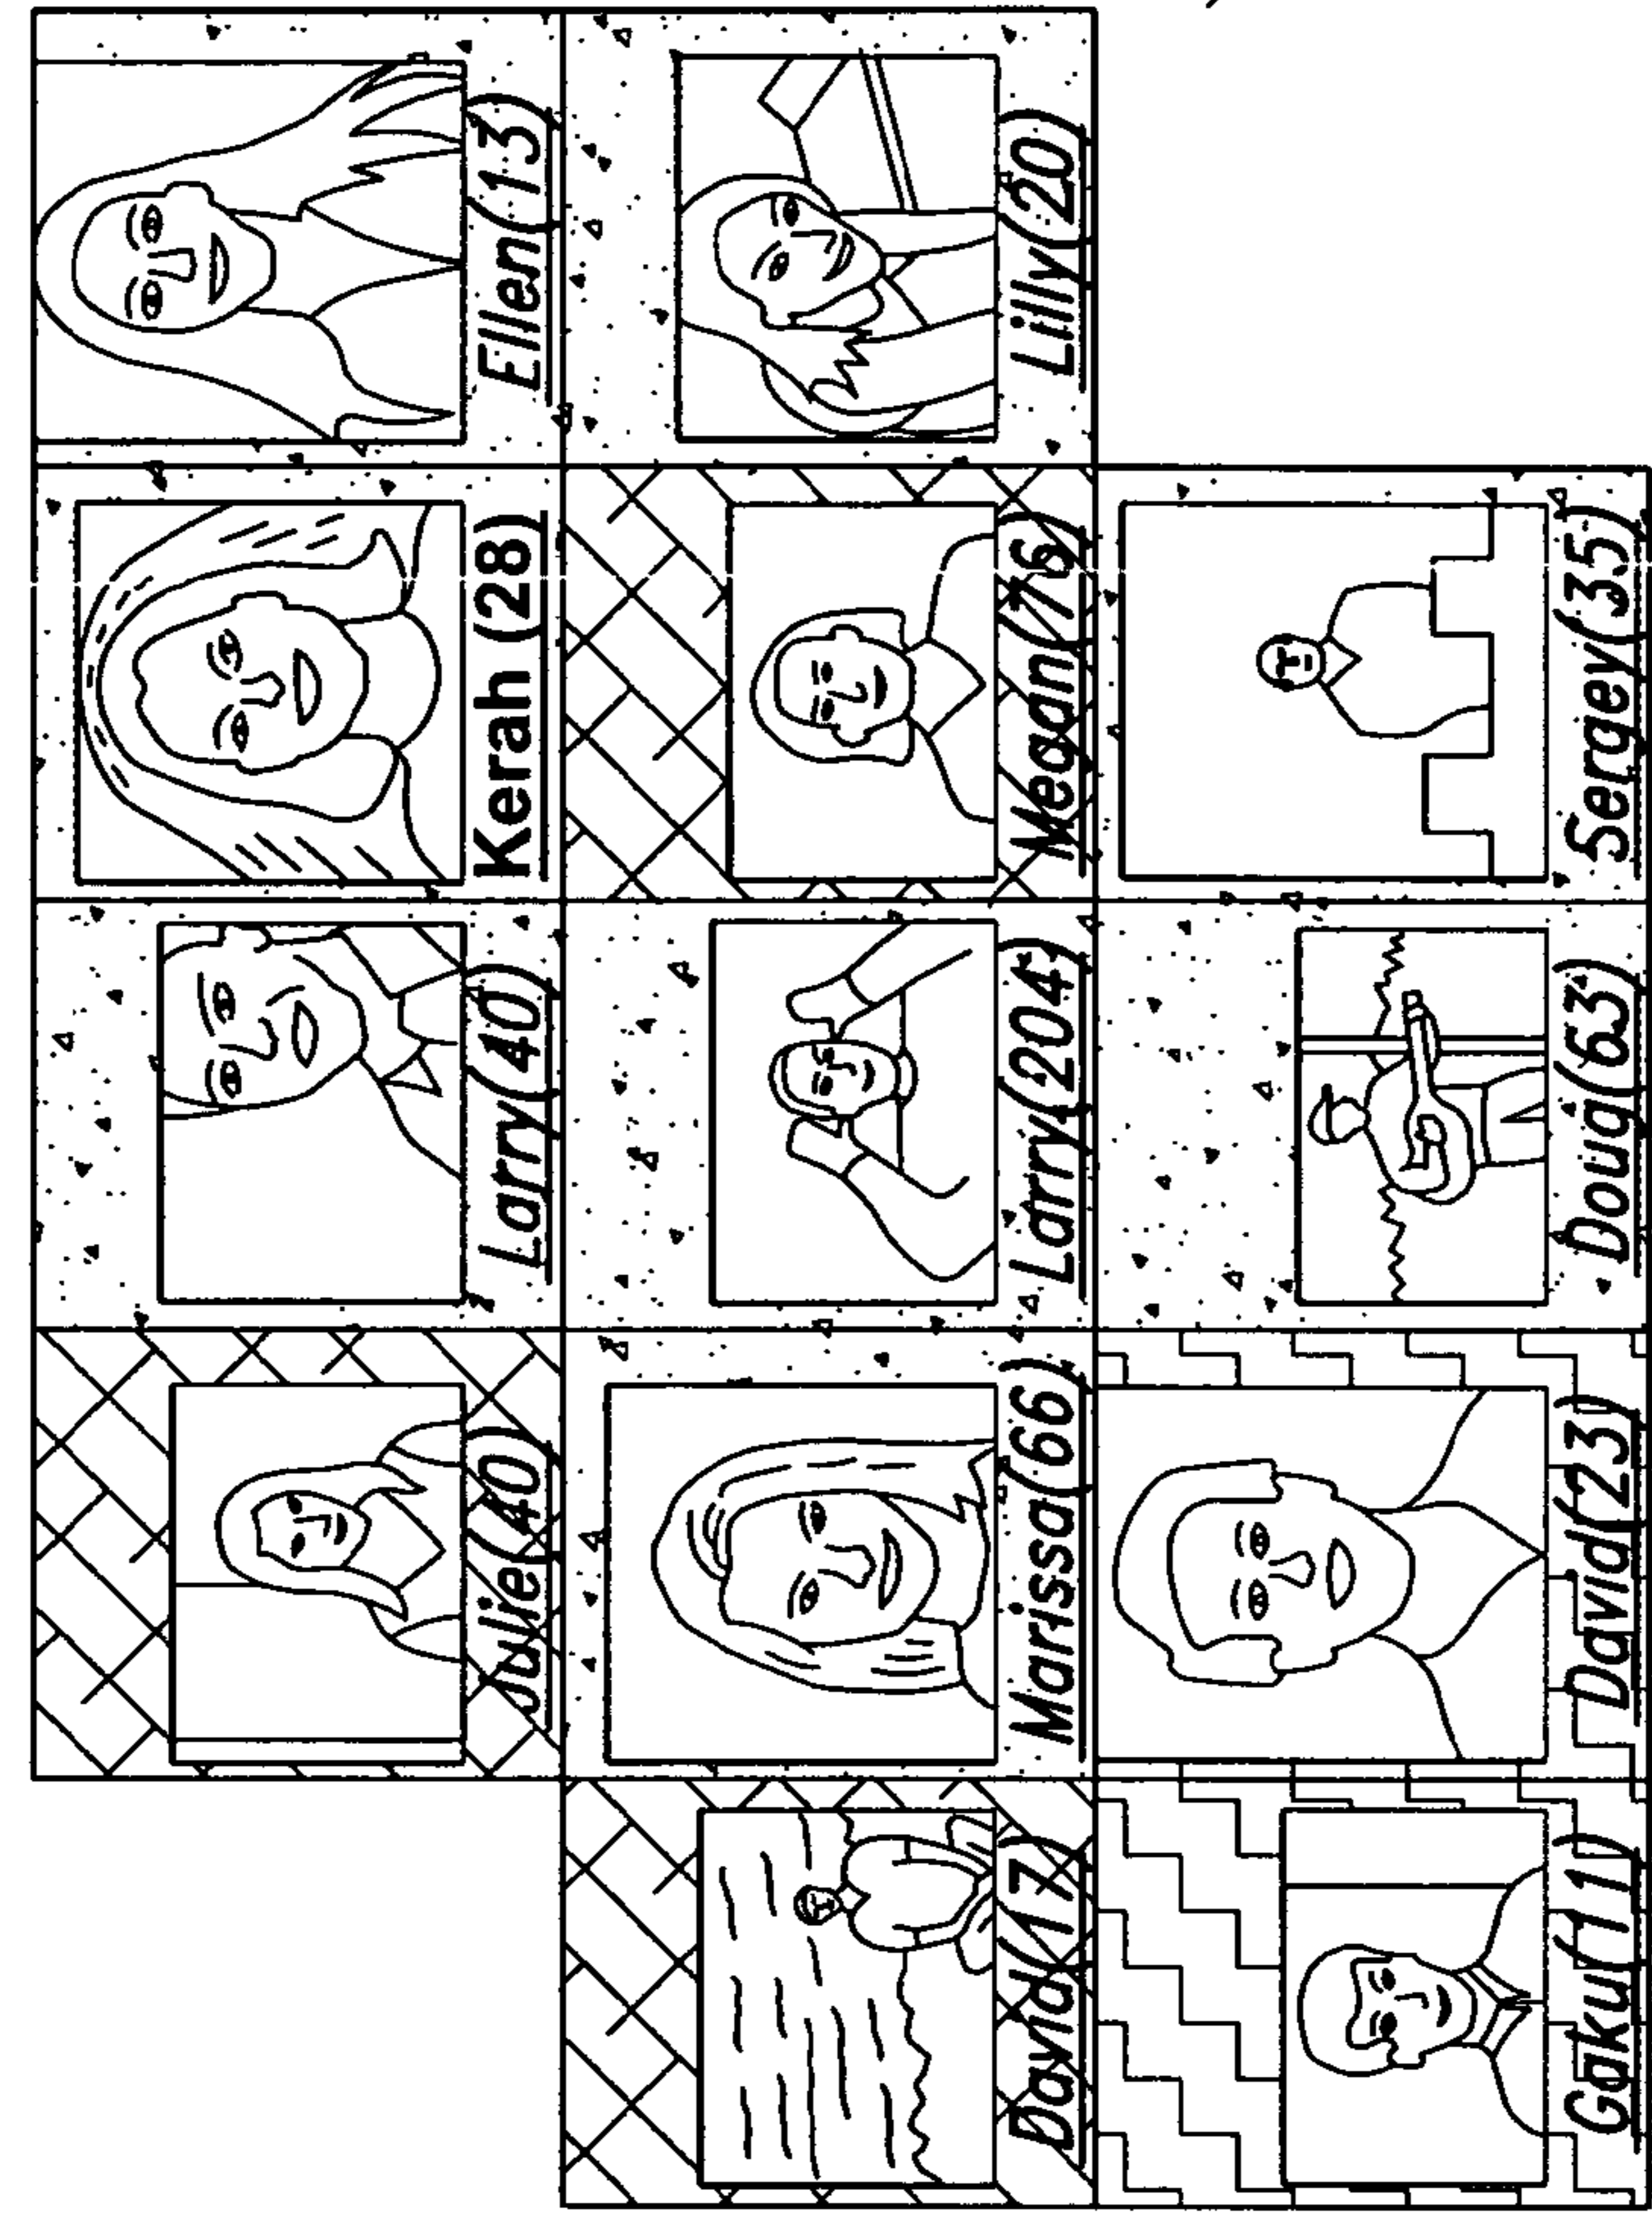 Julie(40)
Larry(40)
Kerah (28)
Ellen(13)
David(17)
Marissa(66)
Larry(204)
Megan(76)
Lilly(20)
Gaku(11)
David(23)
Doug(63)
Sergey(35)